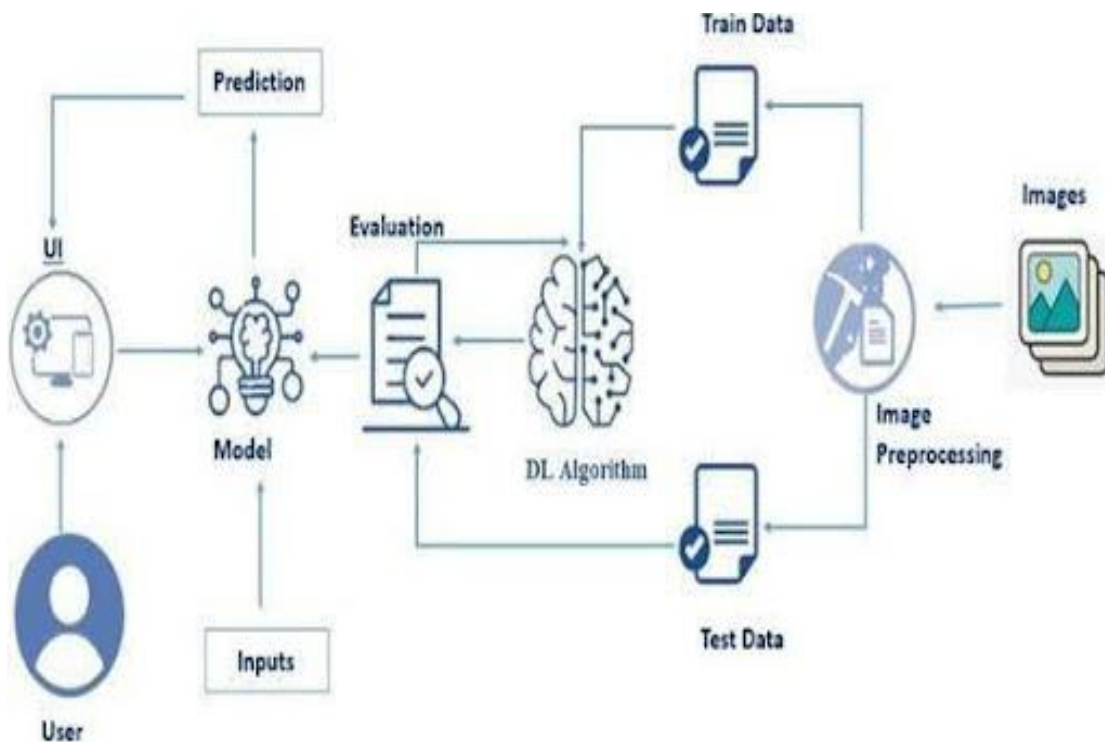 Train Data
Prediction
Images
Evaluation
UI
Image
Preprocessing
Model
DL Algorithm
Test Data
Inputs
User